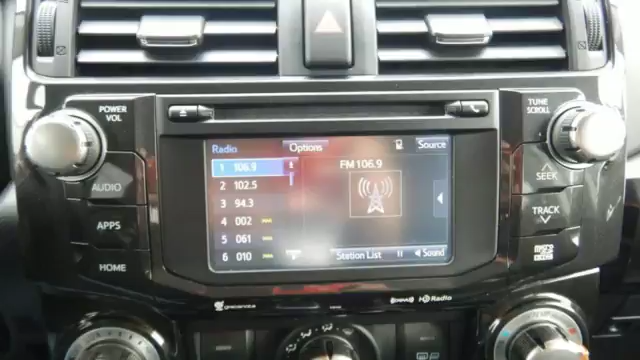 POWER
VOL
TUNE
SCROLL
Radio
Options
Source
1 106.9
FM 106.9
2 102.5
3 94.3
4 002
5 061
6 010
Station List
Sound
AUDIO
APPS
HOME
SEEK
TRACK
gracenote
HD Radio